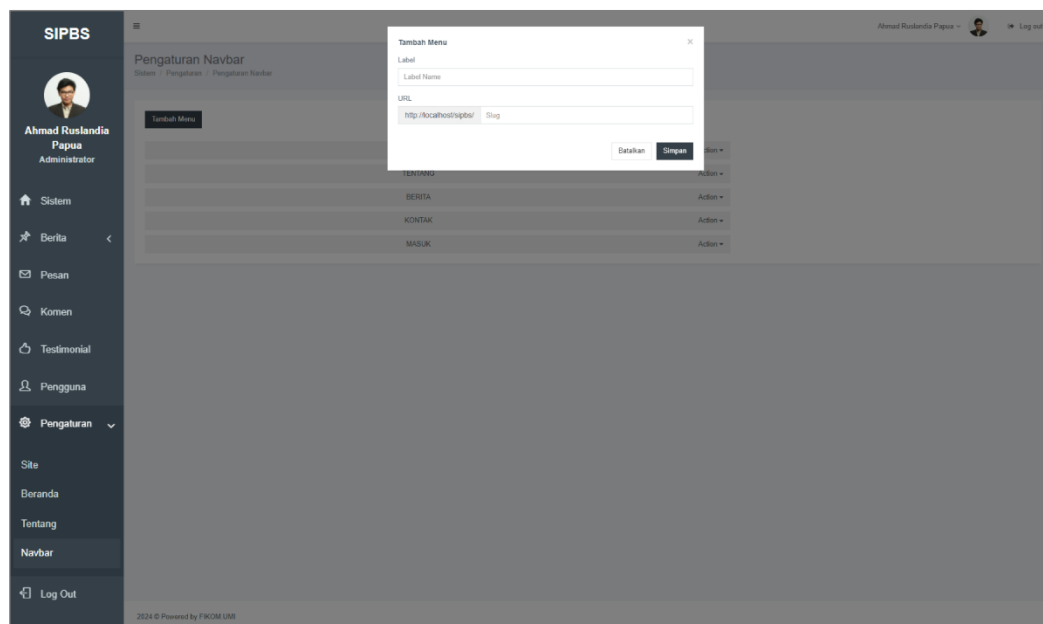 SIPBS
Ahmad Ruslandia Papua
Log out
Tambah Menu
×
Pengaturan Navbar
Sistem / Pengaturan / Pengaturan Navbar
Label
Label Name
URL
http://localhost/sipbs/ Slug
Batalkan Simpan
Tambah Menu
Ahmad Ruslandia
Papua
Administrator
TENTANG Action
BERITA Action
KONTAK Action
MASUK Action
Sistem
Berita
Pesan
Komen
Testimonial
Pengguna
Pengaturan
Site
Beranda
Tentang
Navbar
Log Out
2024 © Powered by FIKOM UMI